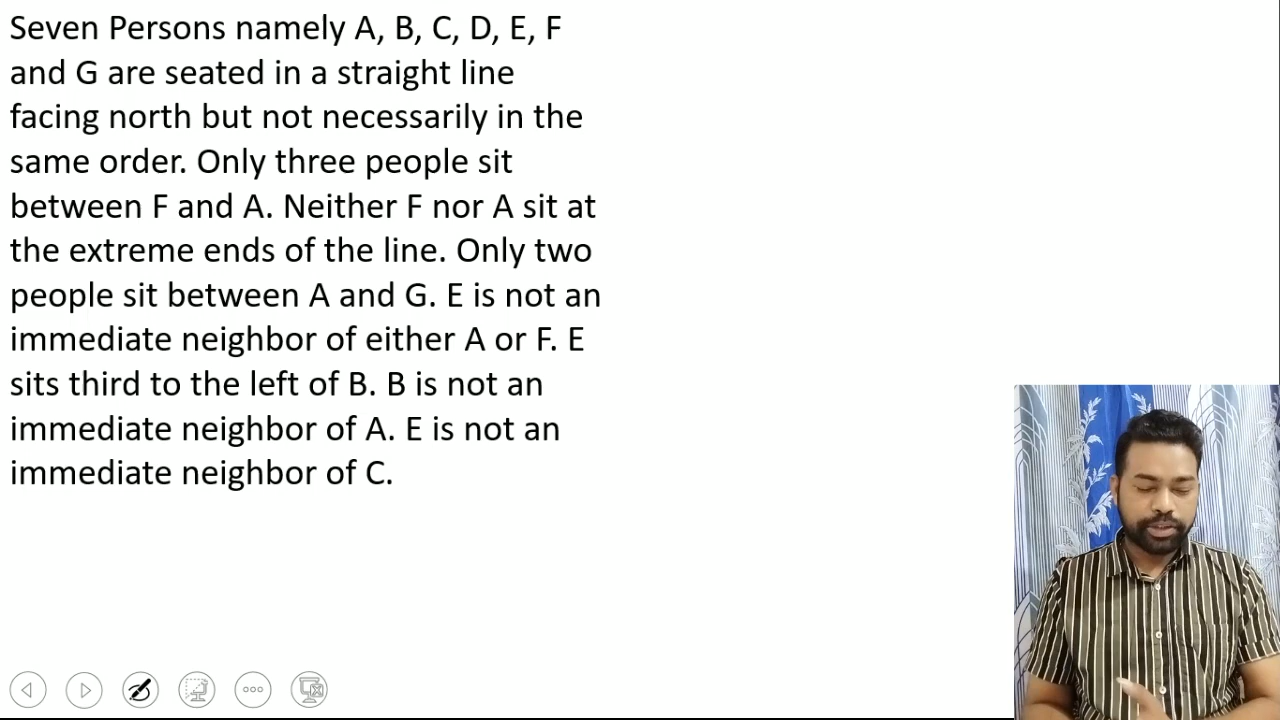 Seven Persons namely A, B, C, D, E, F
and G are seated in a straight line
facing north but not necessarily in the
same order. Only three people sit
between F and A. Neither F nor A sit at
the extreme ends of the line. Only two
people sit between A and G. E is not an
immediate neighbor of either A or F. E
sits third to the left of B. B is not an
immediate neighbor of A. E is not an
immediate neighbor of C.